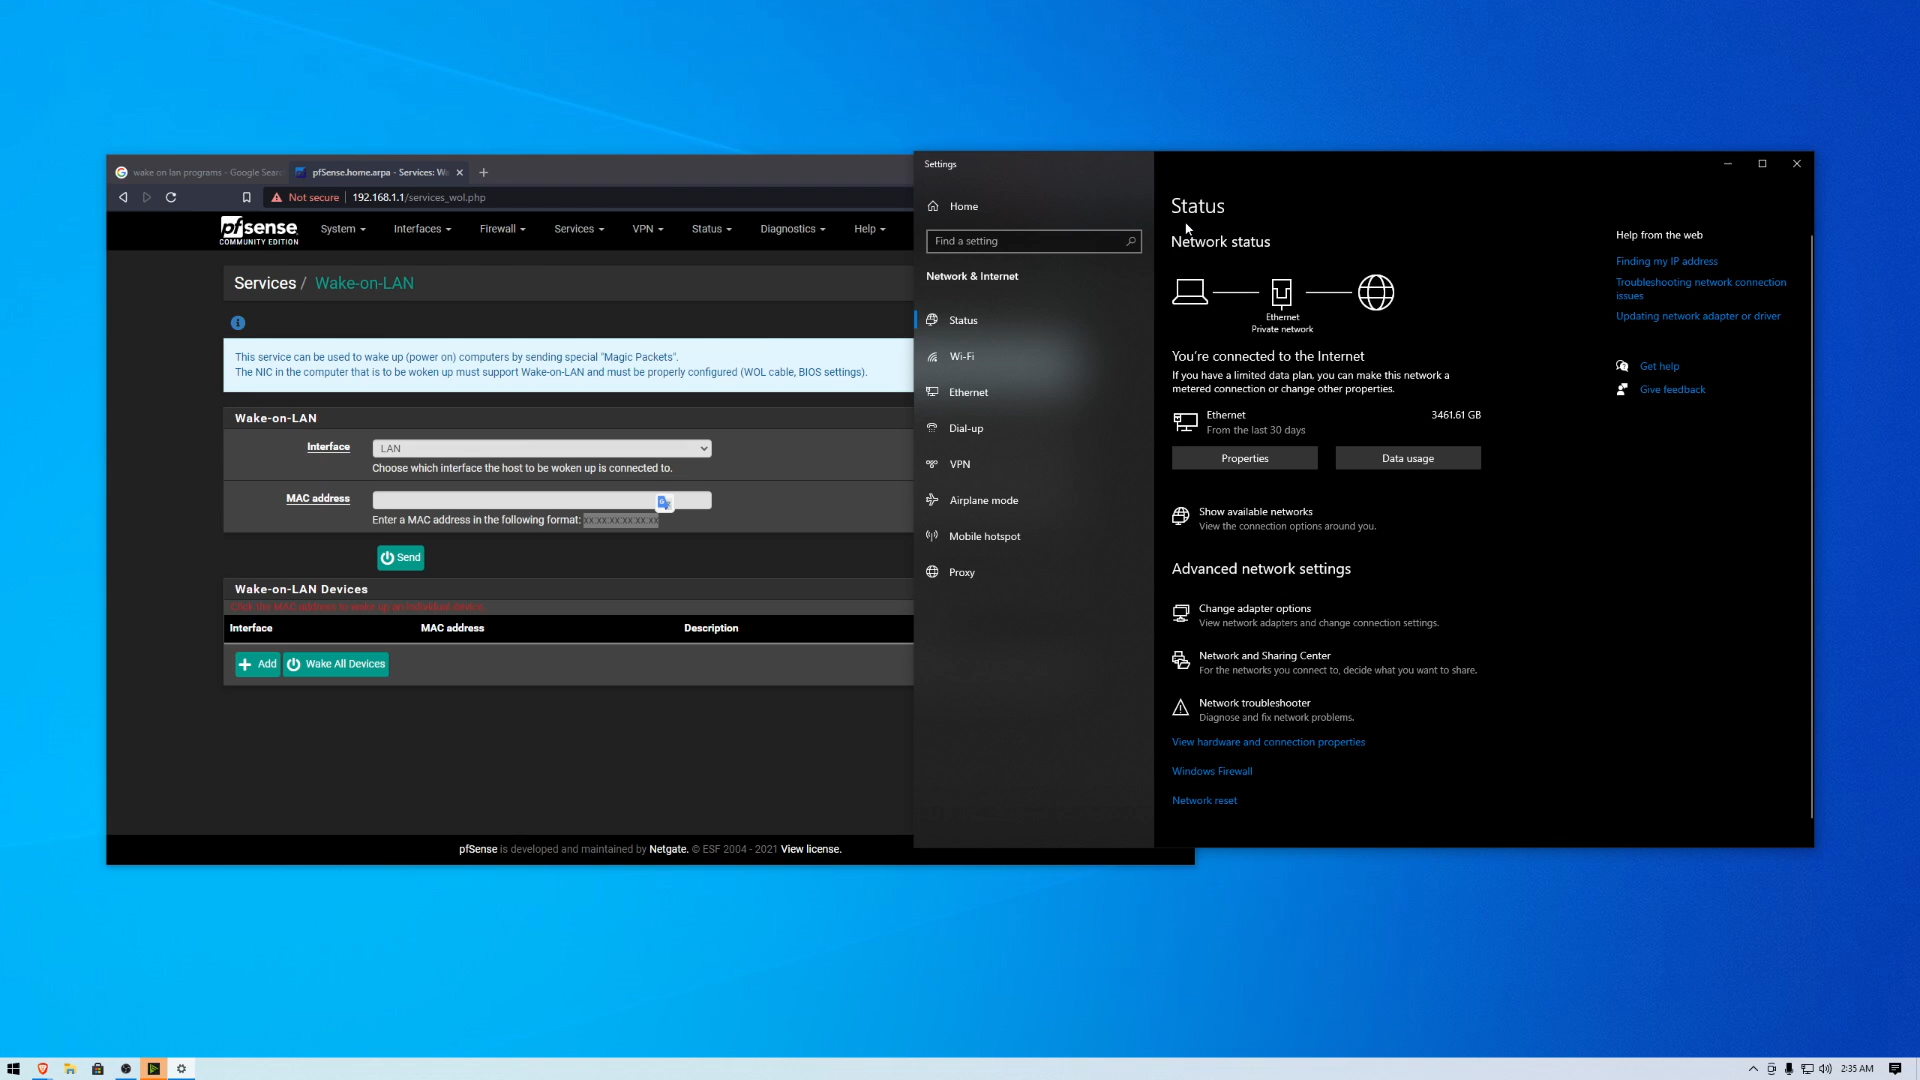 wake on lan programs - Google Searc
pfSense.home.arpa - Services: Wa
Not secure
192.168.1.1/services_wol.php
pfsense
COMMUNITY EDITION
System
Interfaces
Firewall
Services
VPN
Status
Diagnostics
Help
Services / Wake-on-LAN
This service can be used to wake up (power on) computers by sending special "Magic Packets".
The NIC in the computer that is to be woken up must support Wake-on-LAN and must be properly configured (WOL cable, BIOS settings).
Wake-on-LAN
Interface
LAN
Choose which interface the host to be woken up is connected to.
MAC address
Enter a MAC address in the following format: xx:xx:xx:xx:xx:xx
Send
Wake-on-LAN Devices
Click the MAC address to wake up an individual device.
Interface
MAC address
Description
Add
Wake All Devices
pfSense is developed and maintained by Netgate. © ESF 2004 - 2021 View license.
Settings
Home
Find a setting
Network & Internet
Status
Wi-Fi
Ethernet
Dial-up
VPN
Airplane mode
Mobile hotspot
Proxy
Status
Network status
Ethernet
Private network
You're connected to the Internet
If you have a limited data plan, you can make this network a
metered connection or change other properties.
Ethernet
3461.61 GB
From the last 30 days
Properties
Data usage
Show available networks
View the connection options around you.
Advanced network settings
Change adapter options
View network adapters and change connection settings.
Network and Sharing Center
For the networks you connect to, decide what you want to share.
Network troubleshooter
Diagnose and fix network problems.
View hardware and connection properties
Windows Firewall
Network reset
Help from the web
Finding my IP address
Troubleshooting network connection
issues
Updating network adapter or driver
Get help
Give feedback
2:35 AM